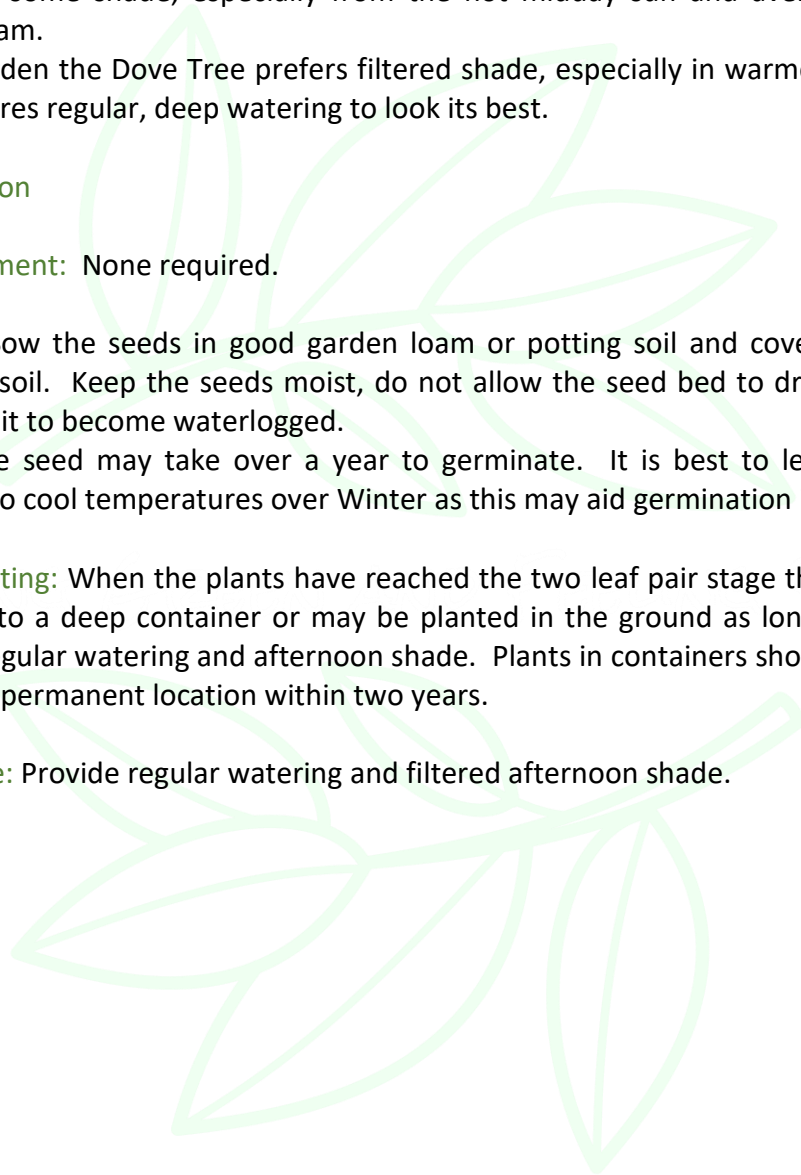 some shade, especially from the hot midday sun and
am.
den the Dove Tree prefers filtered shade, especially in warm
res regular, deep watering to look its best.
on
ment: None required.
ow the seeds in good garden loam or potting soil and cove
soil. Keep the seeds moist, do not allow the seed bed to dr
it to become waterlogged.
e seed may take over a year to germinate. It is best to le
o cool temperatures over Winter as this may aid germination
ting: When the plants have reached the two leaf pair stage th
to a deep container or may be planted in the ground as lon
gular watering and afternoon shade. Plants in containers sho
permanent location within two years.
e: Provide regular watering and filtered afternoon shade.